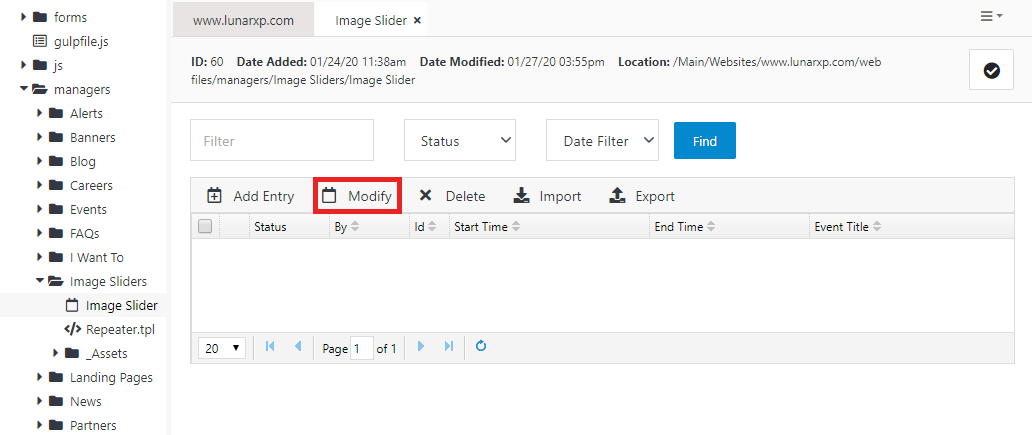 forms
gulpfile.js
js
managers
Alerts
Banners
Blog
Careers
Events
FAQs
I Want To
Image Sliders
Image Slider
Repeater.tpl
_Assets
Landing Pages
News
Partners
www.lunarxp.com Image Slider
ID: 60 Date Added: 01/24/20 11:38am Date Modified: 01/27/20 03:55pm Location: /Main/Websites/www.lunarxp.com/web
files/managers/Image Sliders/Image Slider
Filter Status Date Filter Find
Add Entry Modify Delete Import Export
Status By Id Start Time End Time Event Title
20 Page 1 of 1